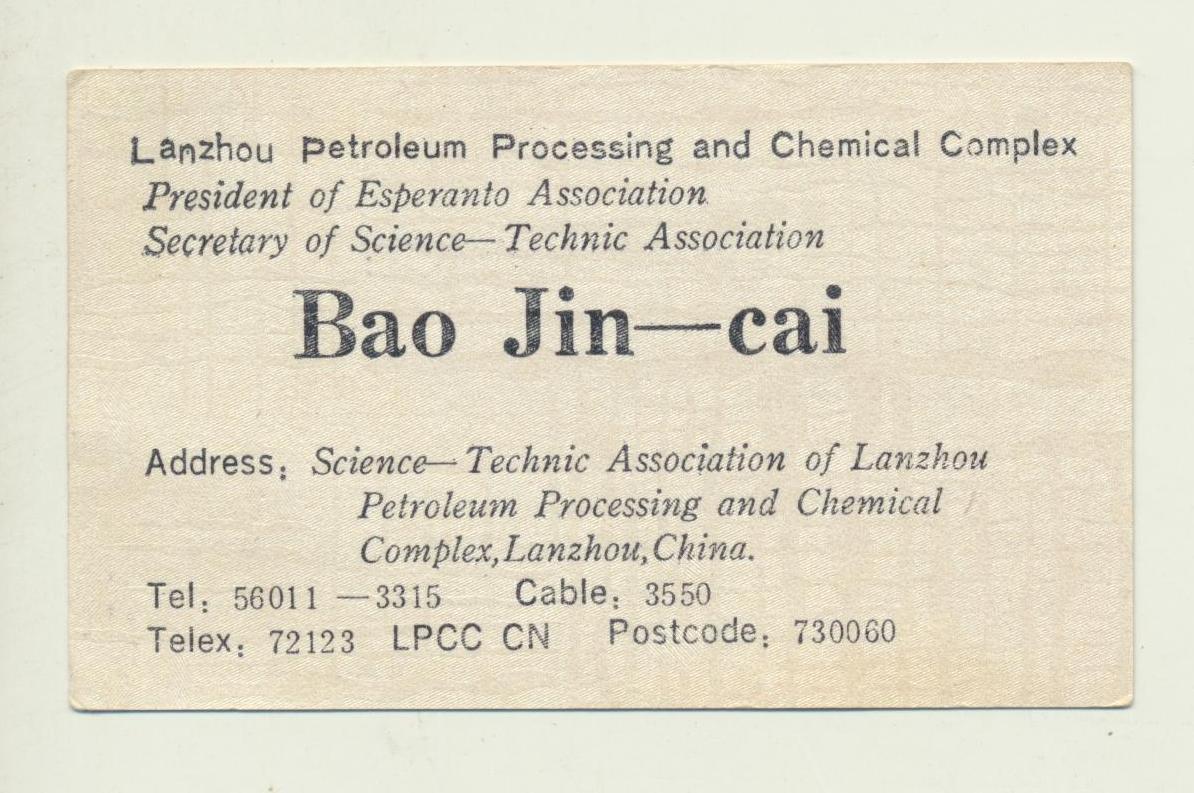 Lanzhou Petroleum Processing and Chemical Complex
President of Esperanto Association
Secretary of Science—Technic Association
Bao Jin—cai
Address: Science—Technic Association of Lanzhou
Petroleum Processing and Chemical
Complex,Lanzhou,China.
Tel: 56011 —3315 Cable: 3550
Telex: 72123 LPCC CN Postcode: 730060